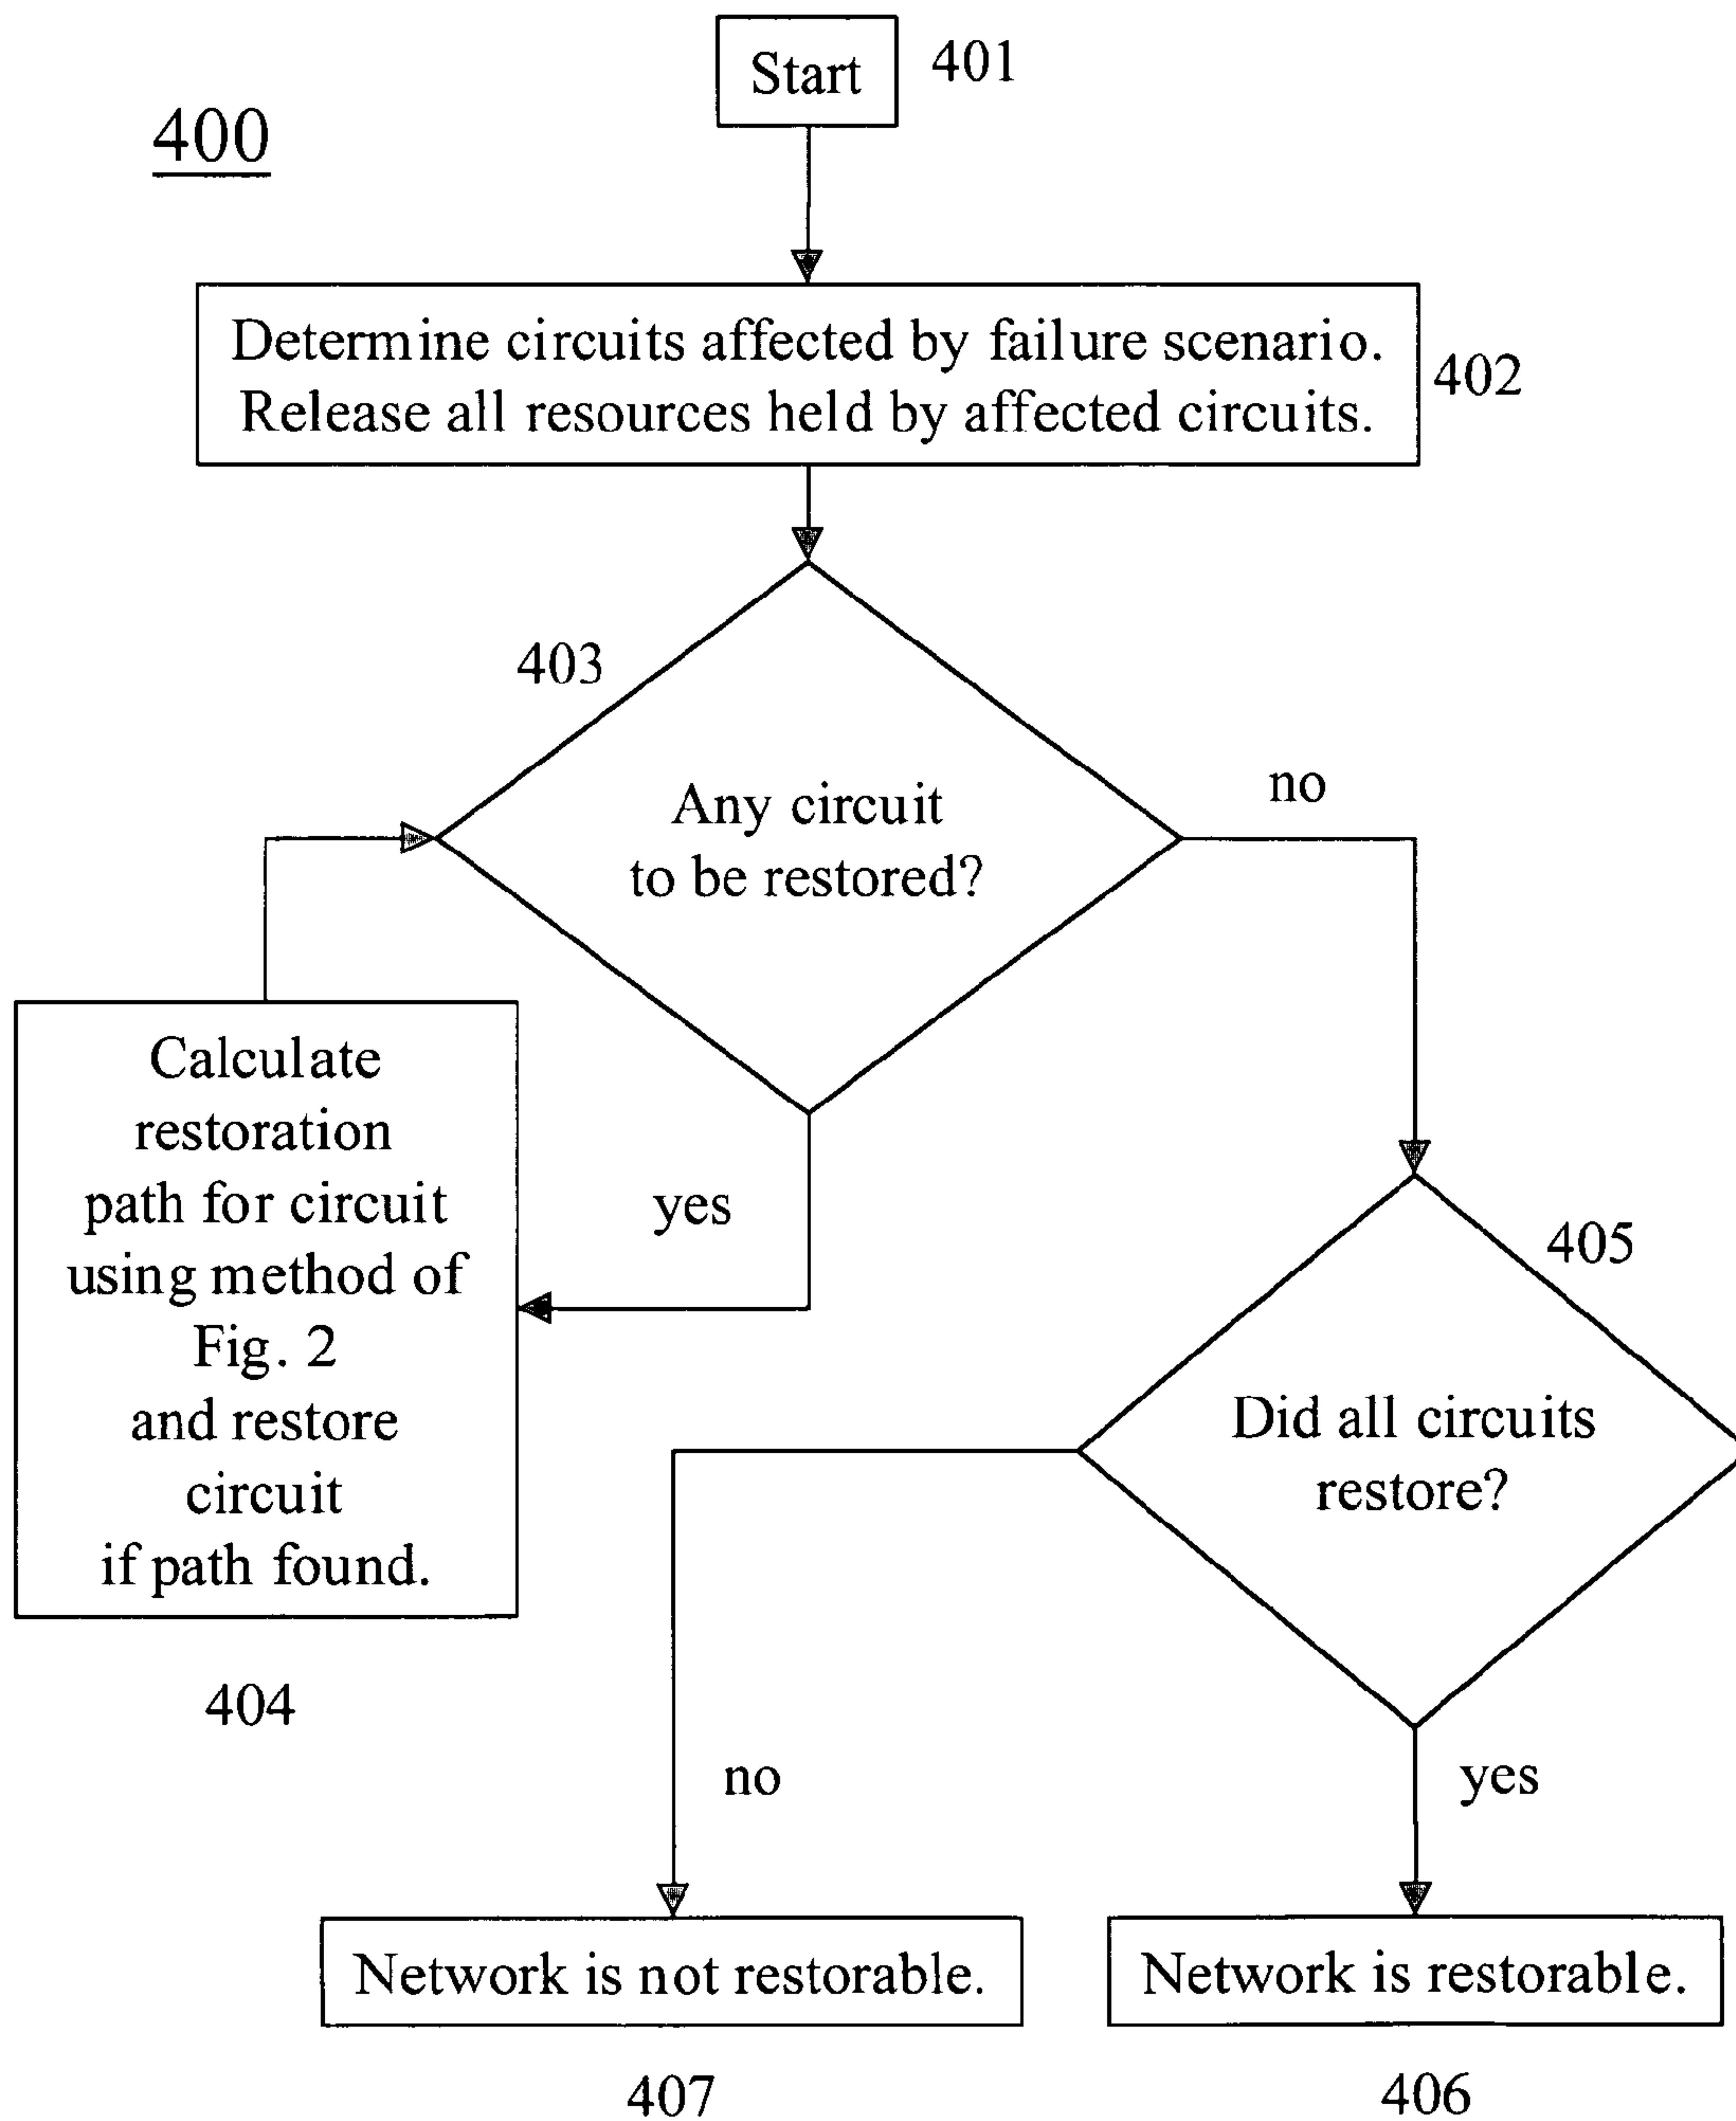 Start
401
400
Determine circuits affected by failure scenario.
Release all resources held by affected circuits.
402
403
Any circuit
to be restored?
no
yes
Calculate
restoration
path for circuit
using method of
Fig. 2
and restore
circuit
if path found.
404
405
Did all circuits
restore?
no
yes
Network is not restorable.
407
Network is restorable.
406